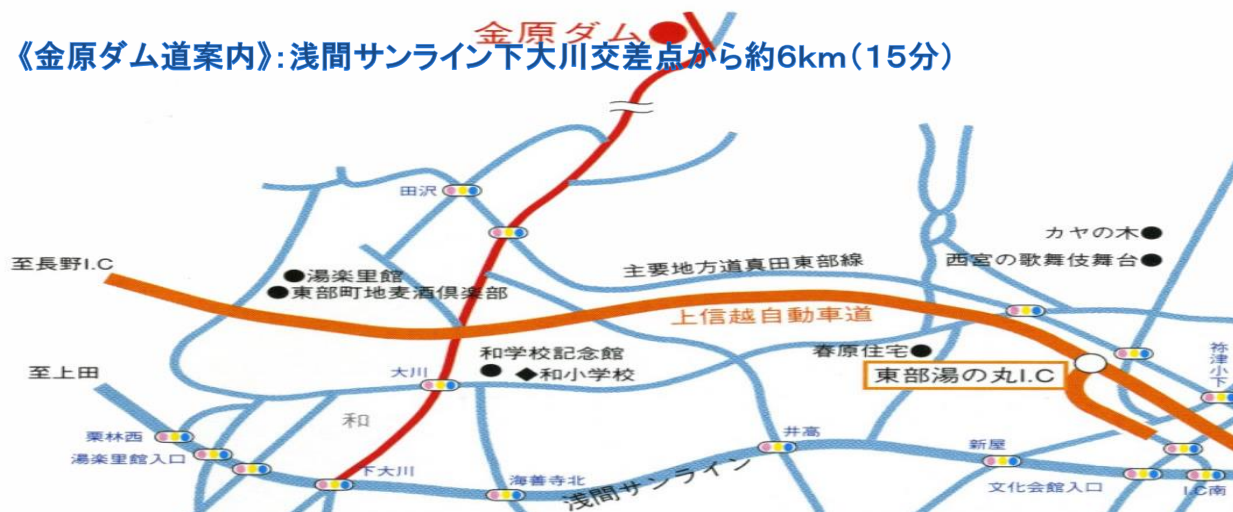 金原ダム
《金原ダム道案内》:浅間サンライン下大川交差点から約6km(15分)
田沢
カヤの木
西宮の歌舞伎舞台
至長野I.C
湯楽里館
東部町地麦酒倶楽部
主要地方道真田東部線
上信越自動車道
和学校記念館
和小学校
春原住宅
東部湯の丸I.C
祢津小下
至上田
大川
和
栗林西
湯楽里館入口
下大川
海善寺北
浅間サンライン
井高
新屋
文化会館入口
I.C南